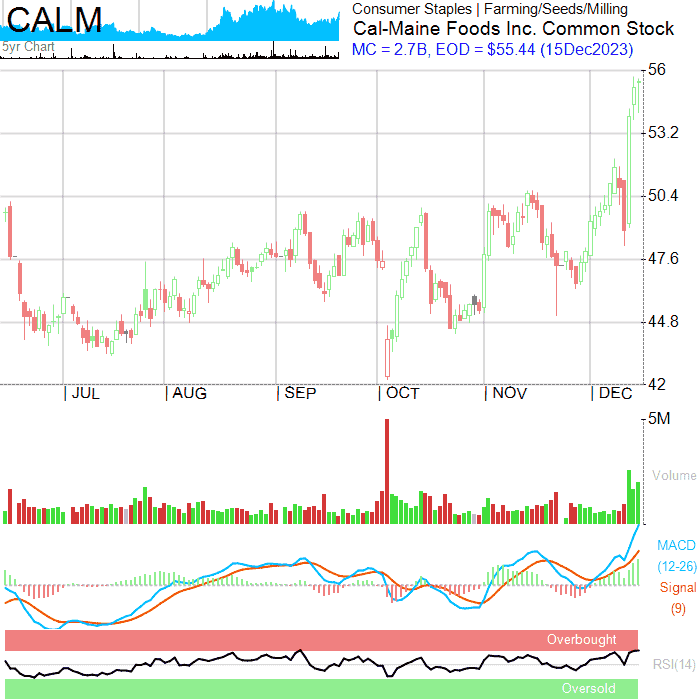 CALM
5yr Chart
Consumer Staples | Farming/Seeds/Milling
Cal-Maine Foods Inc. Common Stock
MC = 2.7B, EOD = $55.44 (15Dec2023)
56
53.2
50.4
47.6
44.8
42
JUL AUG SEP OCT NOV DEC
5M
Volume
MACD
(12-26)
Signal
(9)
Overbought
RSI(14)
Oversold